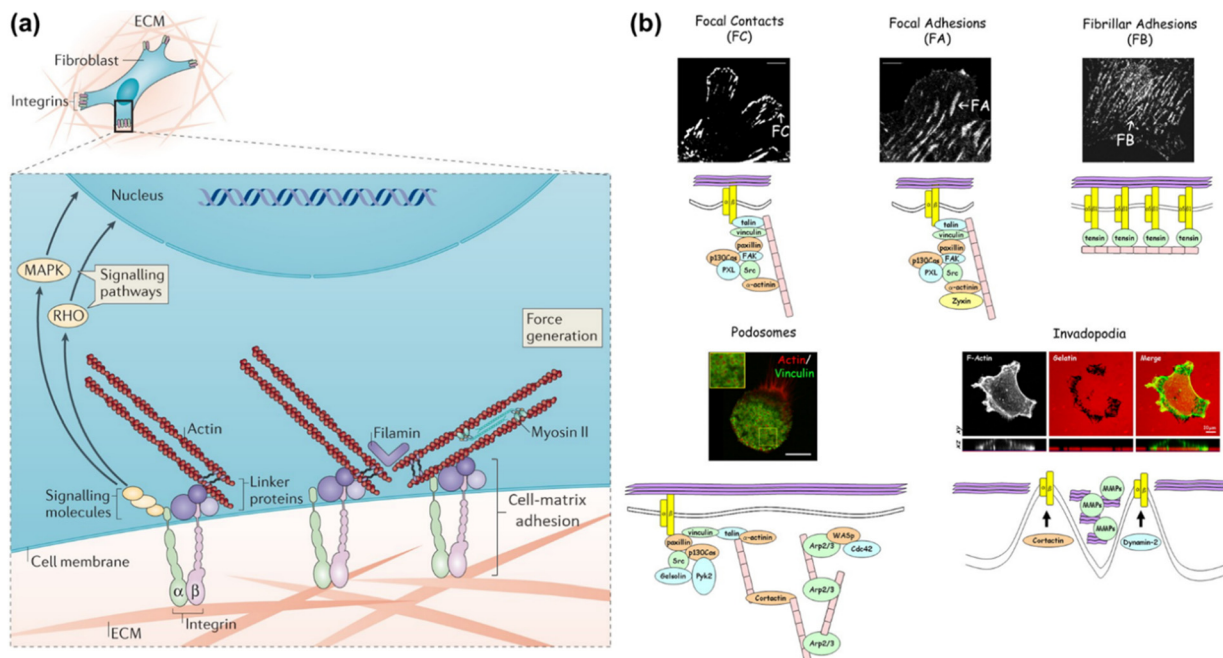 (a)
ECM
Fibroblast
Integrins
Nucleus
MAPK
Signalling
pathways
RHO
Force
generation
Actin
Filamin
Myosin II
Linker
proteins
Signalling
molecules
Cell-matrix
adhesion
Cell membrane
α β
Integrin
ECM
(b)
Focal Contacts
(FC)
Focal Adhesions
(FA)
Fibrillar Adhesions
(FB)
FC
FA
FB
α β
talin
vinculin
paxillin
p130Cas
FAK
PXL
Src
α-actinin
α β
talin
vinculin
paxillin
p130Cas
FAK
PXL
Src
α-actinin
Zyxin
tensin
tensin
tensin
tensin
Podosomes
Actin/
Vinculin
Invadopodia
F-Actin
Gelatin
Merge
xy
xz
10μm
α β
paxillin
vinculin
talin
α-actinin
p130Cas
Src
Gelsolin
Pyk2
Cortactin
Arp2/3
WASp
Cdc42
Arp2/3
Arp2/3
α β
MMPs
MMPs
MMPs
α β
Cortactin
Dynamin-2